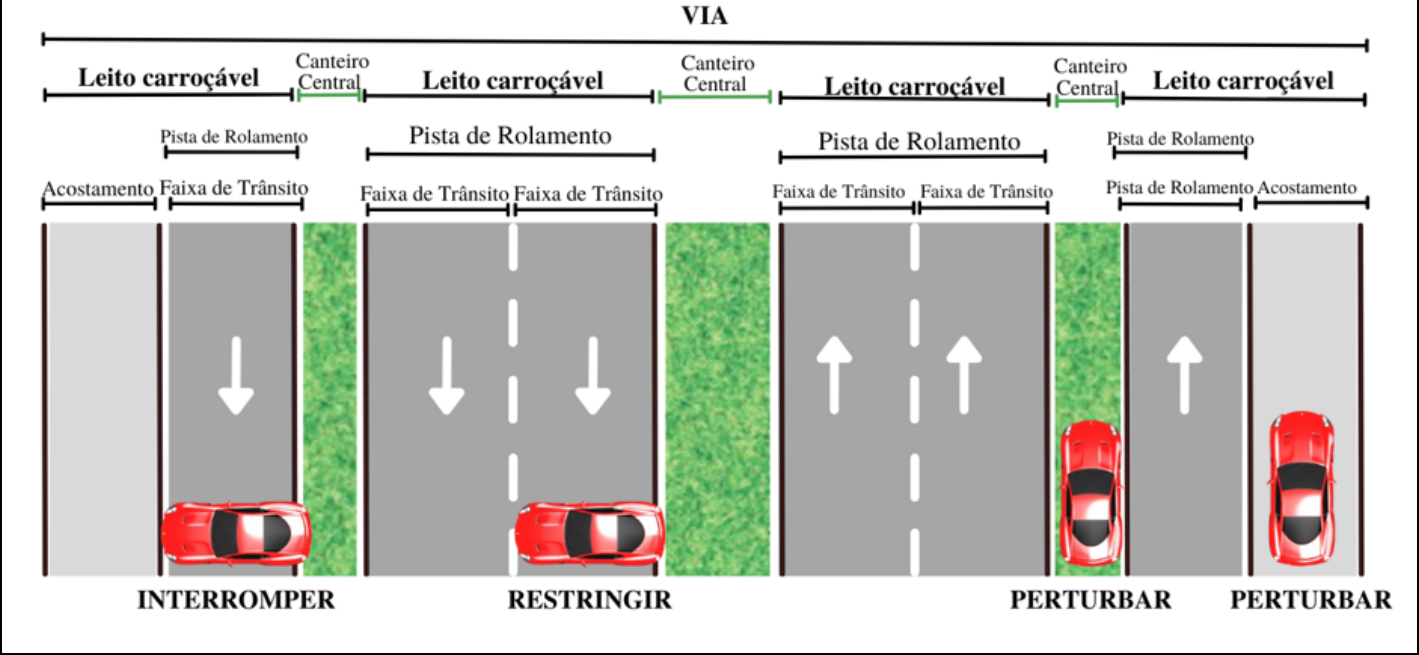 VIA
Leito carroçável
Canteiro
Central
Leito carroçável
Canteiro
Central
Leito carroçável
Canteiro
Central
Leito carroçável
Pista de Rolamento
Pista de Rolamento
Pista de Rolamento
Pista de Rolamento
Acostamento
Faixa de Trânsito
Faixa de Trânsito
Faixa de Trânsito
Faixa de Trânsito
Faixa de Trânsito
Pista de Rolamento
Acostamento
INTERROMPER
RESTRINGIR
PERTURBAR
PERTURBAR